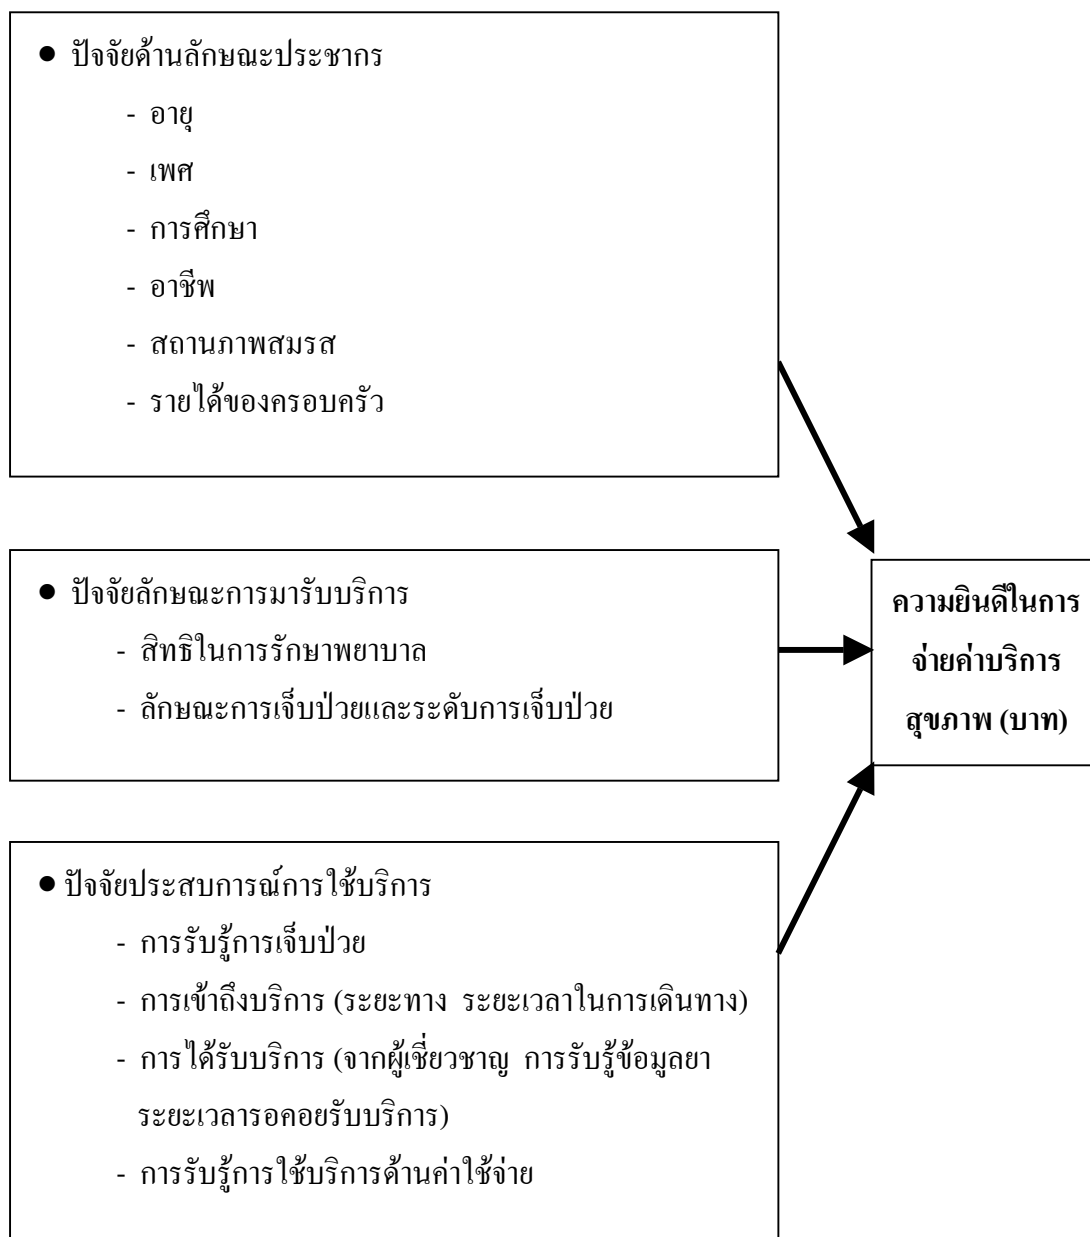 ● ปัจจัยด้านลักษณะประชากร
- อายุ
- เพศ
- การศึกษา
- อาชีพ
- สถานภาพสมรส
- รายได้ของครอบครัว
● ปัจจัยลักษณะการมารับบริการ
- สิทธิในการรักษาพยาบาล
- ลักษณะการเจ็บป่วยและระดับการเจ็บป่วย
● ปัจจัยประสบการณ์การใช้บริการ
- การรับรู้การเจ็บป่วย
- การเข้าถึงบริการ (ระยะทาง ระยะเวลาในการเดินทาง)
- การได้รับบริการ (จากผู้เชี่ยวชาญ การรับรู้ข้อมูลยา
ระยะเวลารอคอยรับบริการ)
- การรับรู้การใช้บริการด้านค่าใช้จ่าย
ความยินดีในการ
จ่ายค่าบริการ
สุขภาพ (บาท)